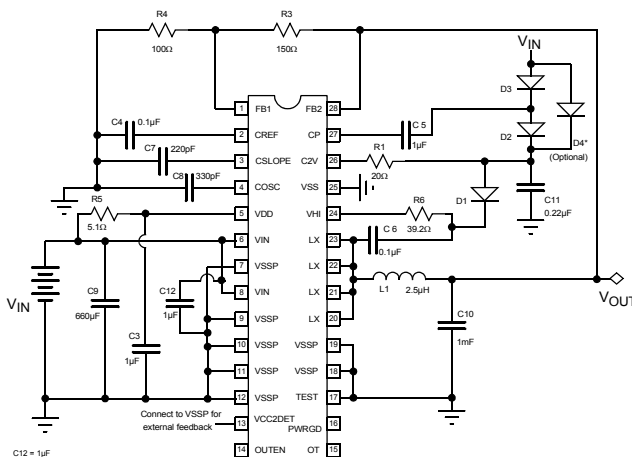 R4
100Ω
R3
150Ω
VIN
D3
D2
D4*
(Optional)
C4
0.1µF
C7
220pF
C8
330pF
R5
5.1Ω
VIN
C9
660µF
C3
1µF
C12
1µF
1 FB1
2 CREF
3 CSLOPE
4 COSC
5 VDD
6 VIN
7 VSSP
8 VIN
9 VSSP
10 VSSP
11 VSSP
12 VSSP
13 VCC2DET
14 OUTEN
FB2 28
CP 27
C2V 26
VSS 25
VHI 24
LX 23
LX 22
LX 21
LX 20
VSSP 19
VSSP 18
TEST 17
PWRGD 16
OT 15
C 5
1µF
R1
20Ω
D1
C11
0.22µF
R6
39.2Ω
C 6
0.1µF
L1
2.5µH
VOUT
C10
1mF
Connect to VSSP for
external feedback
C12 = 1µF